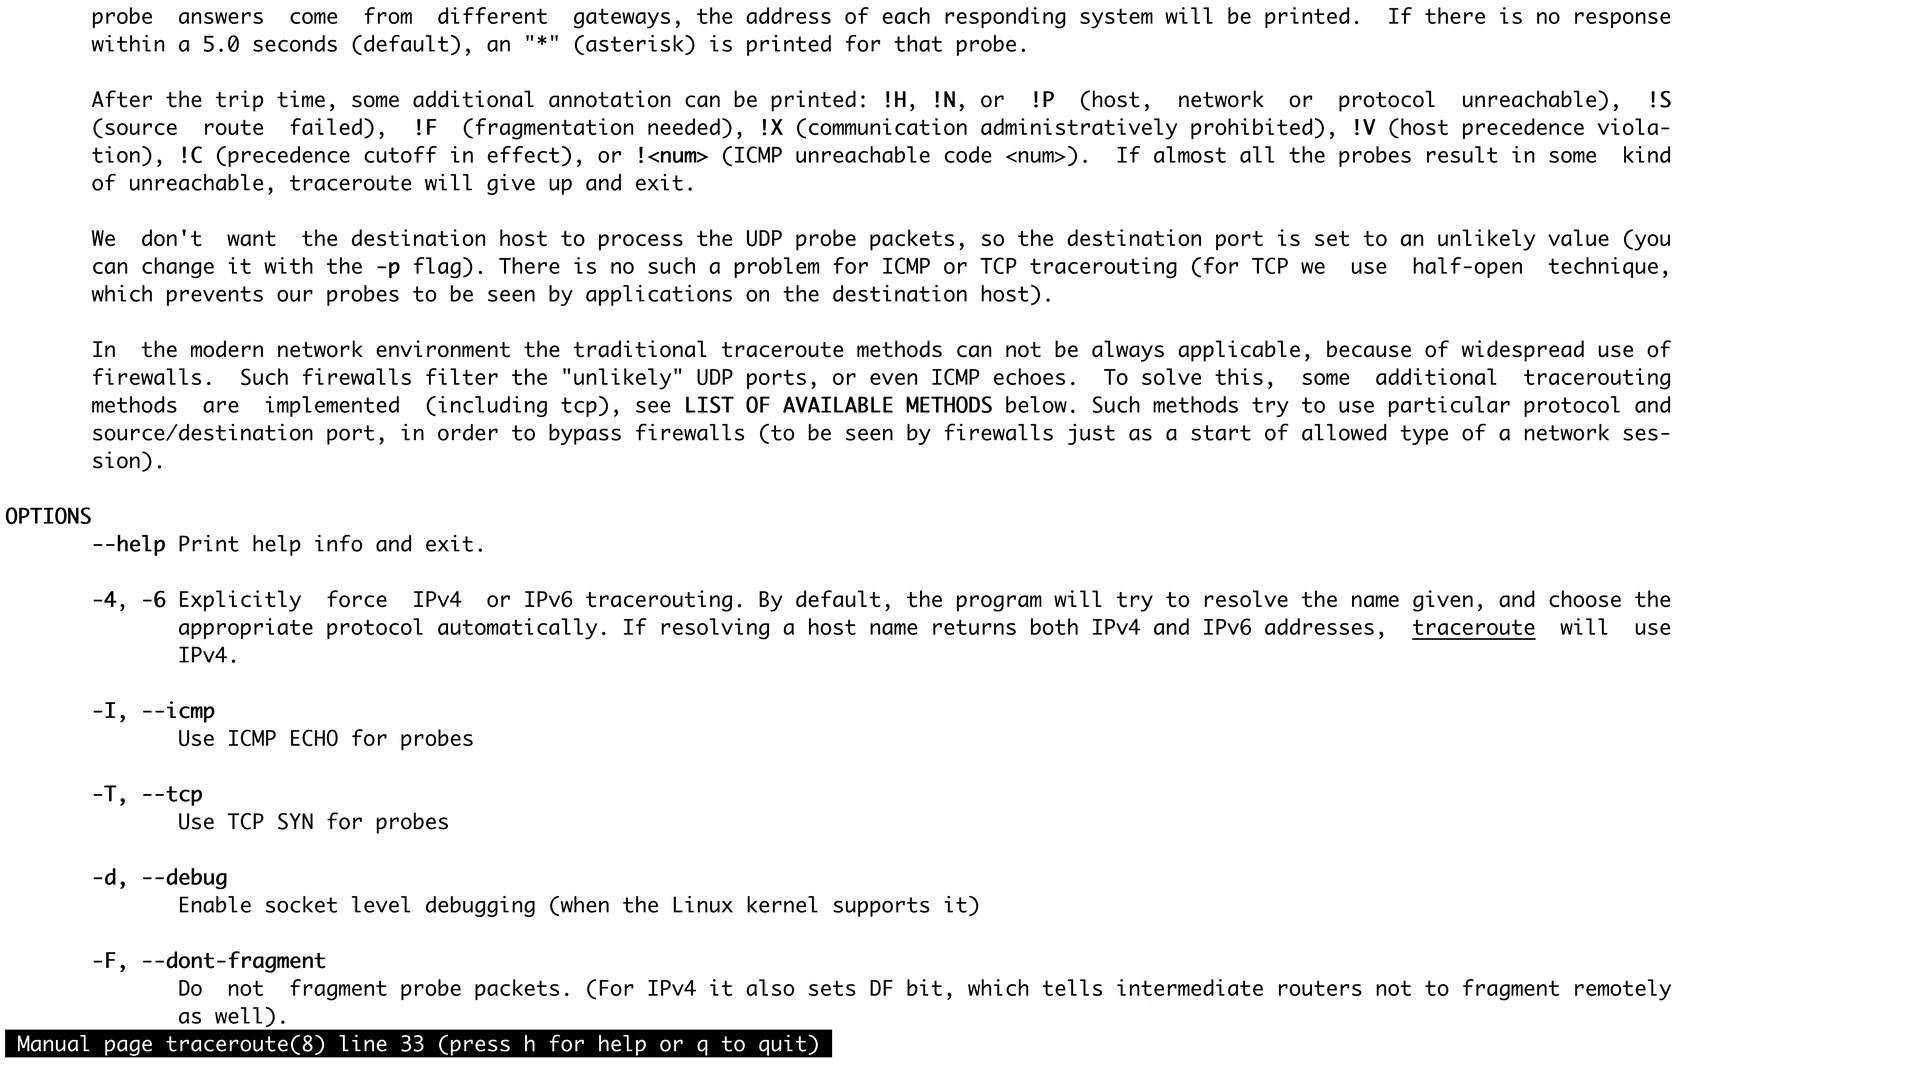 probe answers come from different gateways, the address of each responding system will be printed. If there is no response
within a 5.0 seconds (default), an "*" (asterisk) is printed for that probe.
After the trip time, some additional annotation can be printed: !H, !N, or !P (host, network or protocol unreachable), !S
(source route failed), !F (fragmentation needed), !X (communication administratively prohibited), !V (host precedence viola-
tion), !C (precedence cutoff in effect), or !<num> (ICMP unreachable code <num>). If almost all the probes result in some kind
of unreachable, traceroute will give up and exit.
We don't want the destination host to process the UDP probe packets, so the destination port is set to an unlikely value (you
can change it with the -p flag). There is no such a problem for ICMP or TCP tracerouting (for TCP we use half-open technique,
which prevents our probes to be seen by applications on the destination host).
In the modern network environment the traditional traceroute methods can not be always applicable, because of widespread use of
firewalls. Such firewalls filter the "unlikely" UDP ports, or even ICMP echoes. To solve this, some additional tracerouting
methods are implemented (including tcp), see LIST OF AVAILABLE METHODS below. Such methods try to use particular protocol and
source/destination port, in order to bypass firewalls (to be seen by firewalls just as a start of allowed type of a network ses-
sion).
OPTIONS
--help Print help info and exit.
-4, -6 Explicitly force IPv4 or IPv6 tracerouting. By default, the program will try to resolve the name given, and choose the
appropriate protocol automatically. If resolving a host name returns both IPv4 and IPv6 addresses, traceroute will use
IPv4.
-I, --icmp
Use ICMP ECHO for probes
-T, --tcp
Use TCP SYN for probes
-d, --debug
Enable socket level debugging (when the Linux kernel supports it)
-F, --dont-fragment
Do not fragment probe packets. (For IPv4 it also sets DF bit, which tells intermediate routers not to fragment remotely
as well).
Manual page traceroute(8) line 33 (press h for help or q to quit)